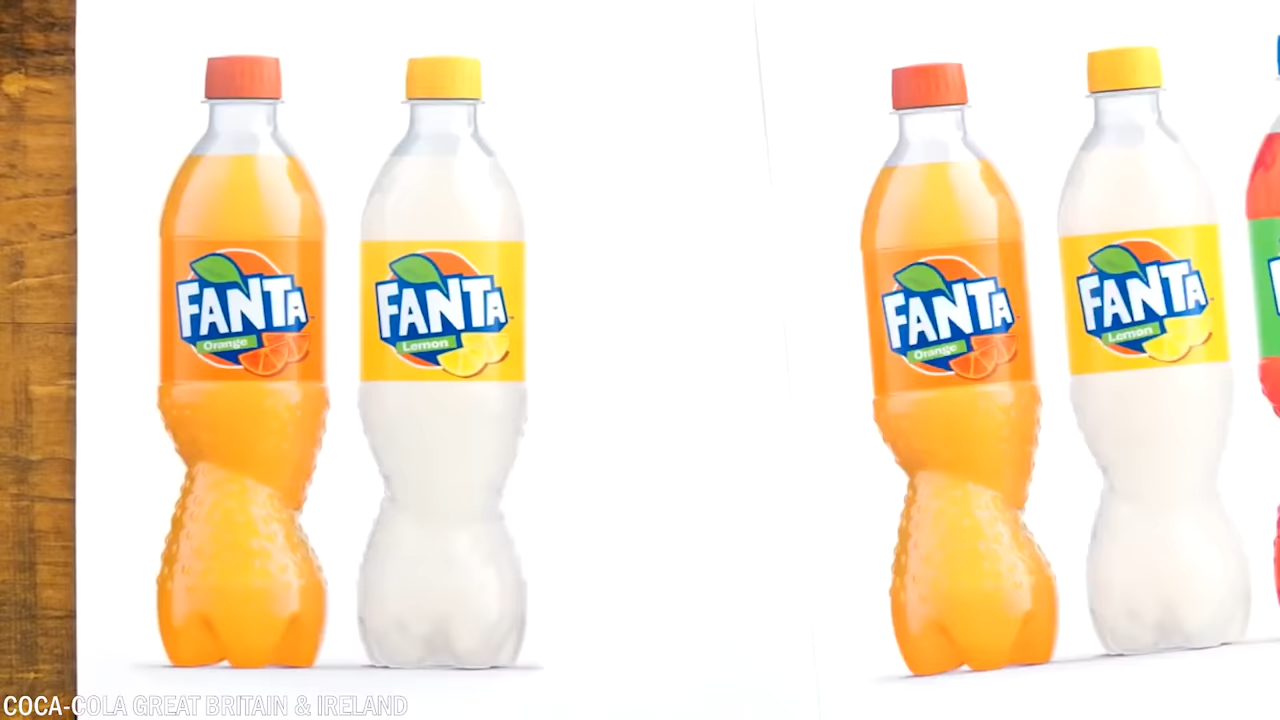 FANTA
Orange
FANTA
Lemon
FANTA
Orange
FANTA
Lemon
COCA-COLA GREAT BRITAIN & IRELAND